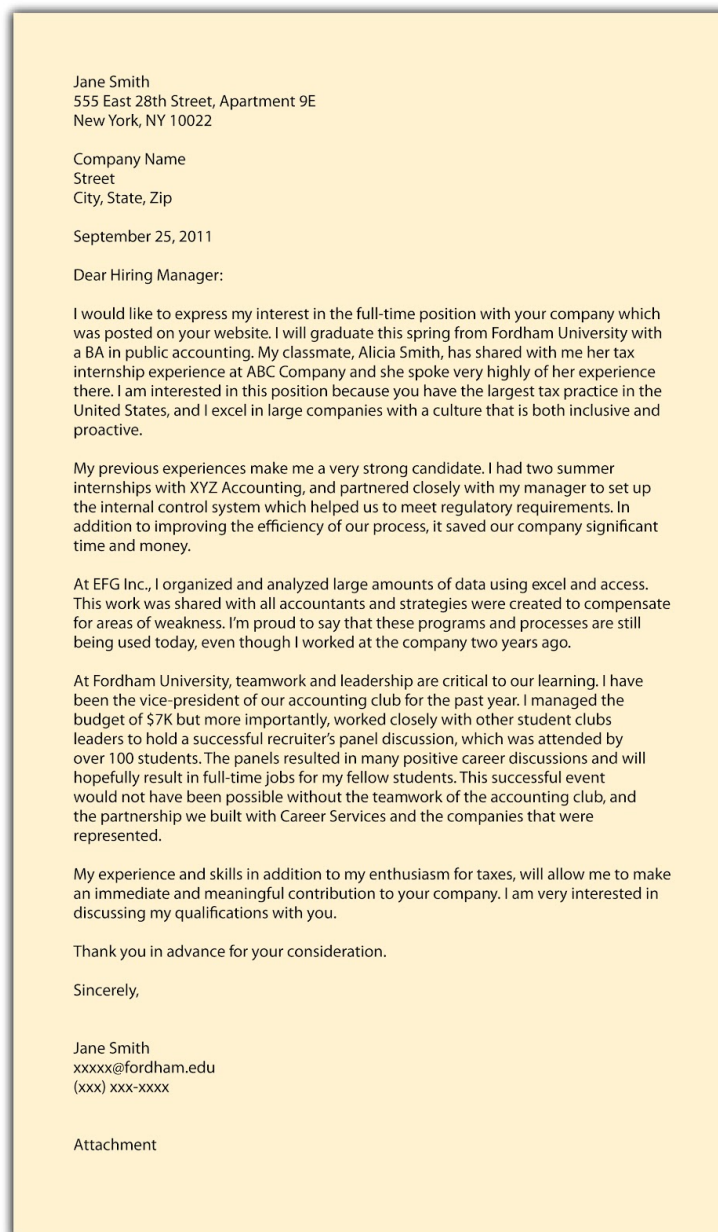 Jane Smith
555 East 28th Street, Apartment 9E
New York, NY 10022
Company Name
Street
City, State, Zip
September 25, 2011
Dear Hiring Manager:
I would like to express my interest in the full-time position with your company which
was posted on your website. I will graduate this spring from Fordham University with
a BA in public accounting. My classmate, Alicia Smith, has shared with me her tax
internship experience at ABC Company and she spoke very highly of her experience
there. I am interested in this position because you have the largest tax practice in the
United States, and I excel in large companies with a culture that is both inclusive and
proactive.
My previous experiences make me a very strong candidate. I had two summer
internships with XYZ Accounting, and partnered closely with my manager to set up
the internal control system which helped us to meet regulatory requirements. In
addition to improving the efficiency of our process, it saved our company significant
time and money.
At EFG Inc., I organized and analyzed large amounts of data using excel and access.
This work was shared with all accountants and strategies were created to compensate
for areas of weakness. I'm proud to say that these programs and processes are still
being used today, even though I worked at the company two years ago.
At Fordham University, teamwork and leadership are critical to our learning. I have
been the vice-president of our accounting club for the past year. I managed the
budget of $7K but more importantly, worked closely with other student clubs
leaders to hold a successful recruiter's panel discussion, which was attended by
over 100 students. The panels resulted in many positive career discussions and will
hopefully result in full-time jobs for my fellow students. This successful event
would not have been possible without the teamwork of the accounting club, and
the partnership we built with Career Services and the companies that were
represented.
My experience and skills in addition to my enthusiasm for taxes, will allow me to make
an immediate and meaningful contribution to your company. I am very interested in
discussing my qualifications with you.
Thank you in advance for your consideration.
Sincerely,
Jane Smith
xxxxx@fordham.edu
(xxx) xxx-xxxx
Attachment